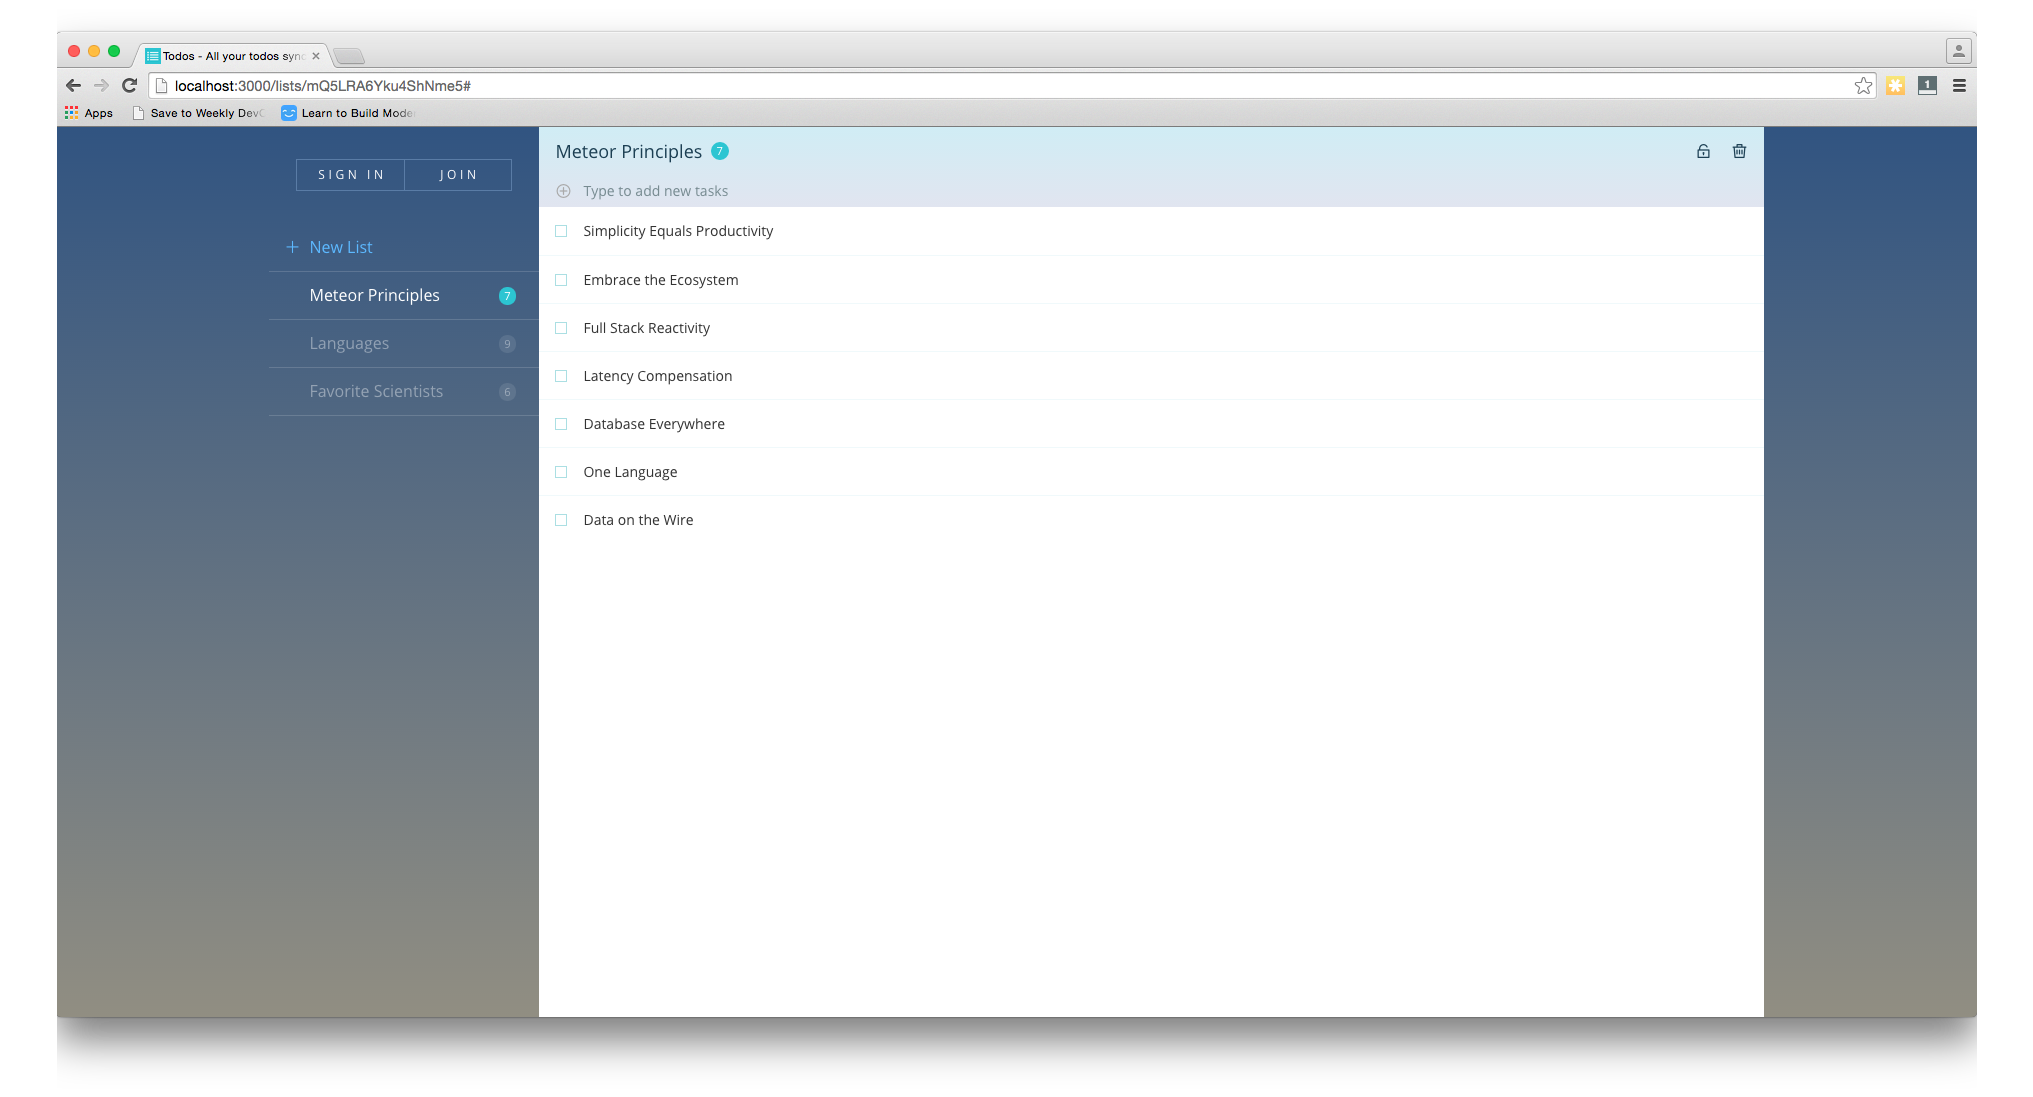 Todos - All your todos sync
localhost:3000/lists/mQ5LRA6Yku4ShNme5#
1
Apps Save to Weekly Dev Learn to Build Mode
SIGN IN JOIN
New List
Meteor Principles 7
Languages 9
Favorite Scientists 6
Meteor Principles 7
Type to add new tasks
Simplicity Equals Productivity
Embrace the Ecosystem
Full Stack Reactivity
Latency Compensation
Database Everywhere
One Language
Data on the Wire